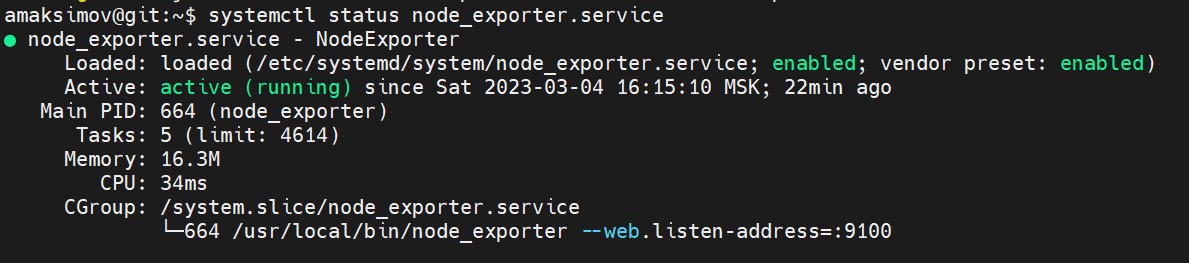 amaksimov@git:~$ systemctl status node_exporter.service
● node_exporter.service - NodeExporter
     Loaded: loaded (/etc/systemd/system/node_exporter.service; enabled; vendor preset: enabled)
     Active: active (running) since Sat 2023-03-04 16:15:10 MSK; 22min ago
   Main PID: 664 (node_exporter)
      Tasks: 5 (limit: 4614)
     Memory: 16.3M
        CPU: 34ms
     CGroup: /system.slice/node_exporter.service
             └─664 /usr/local/bin/node_exporter --web.listen-address=:9100